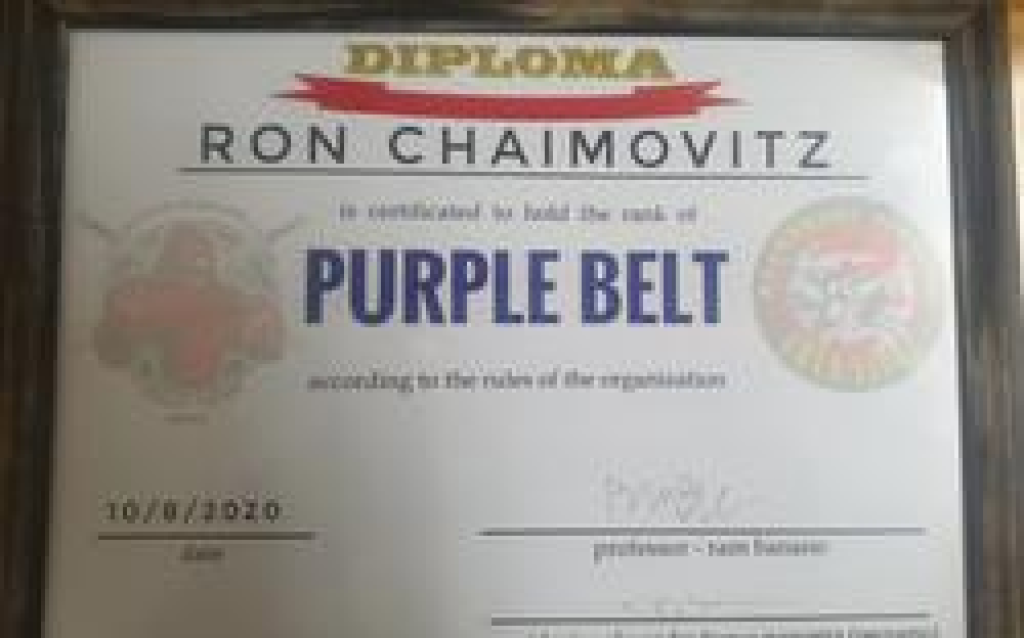 DIPLOMA
RON CHAIMOVITZ
is certificated to hold the rank of
PURPLE BELT
according to the rules of the organization
10/8/2020
date
professor -